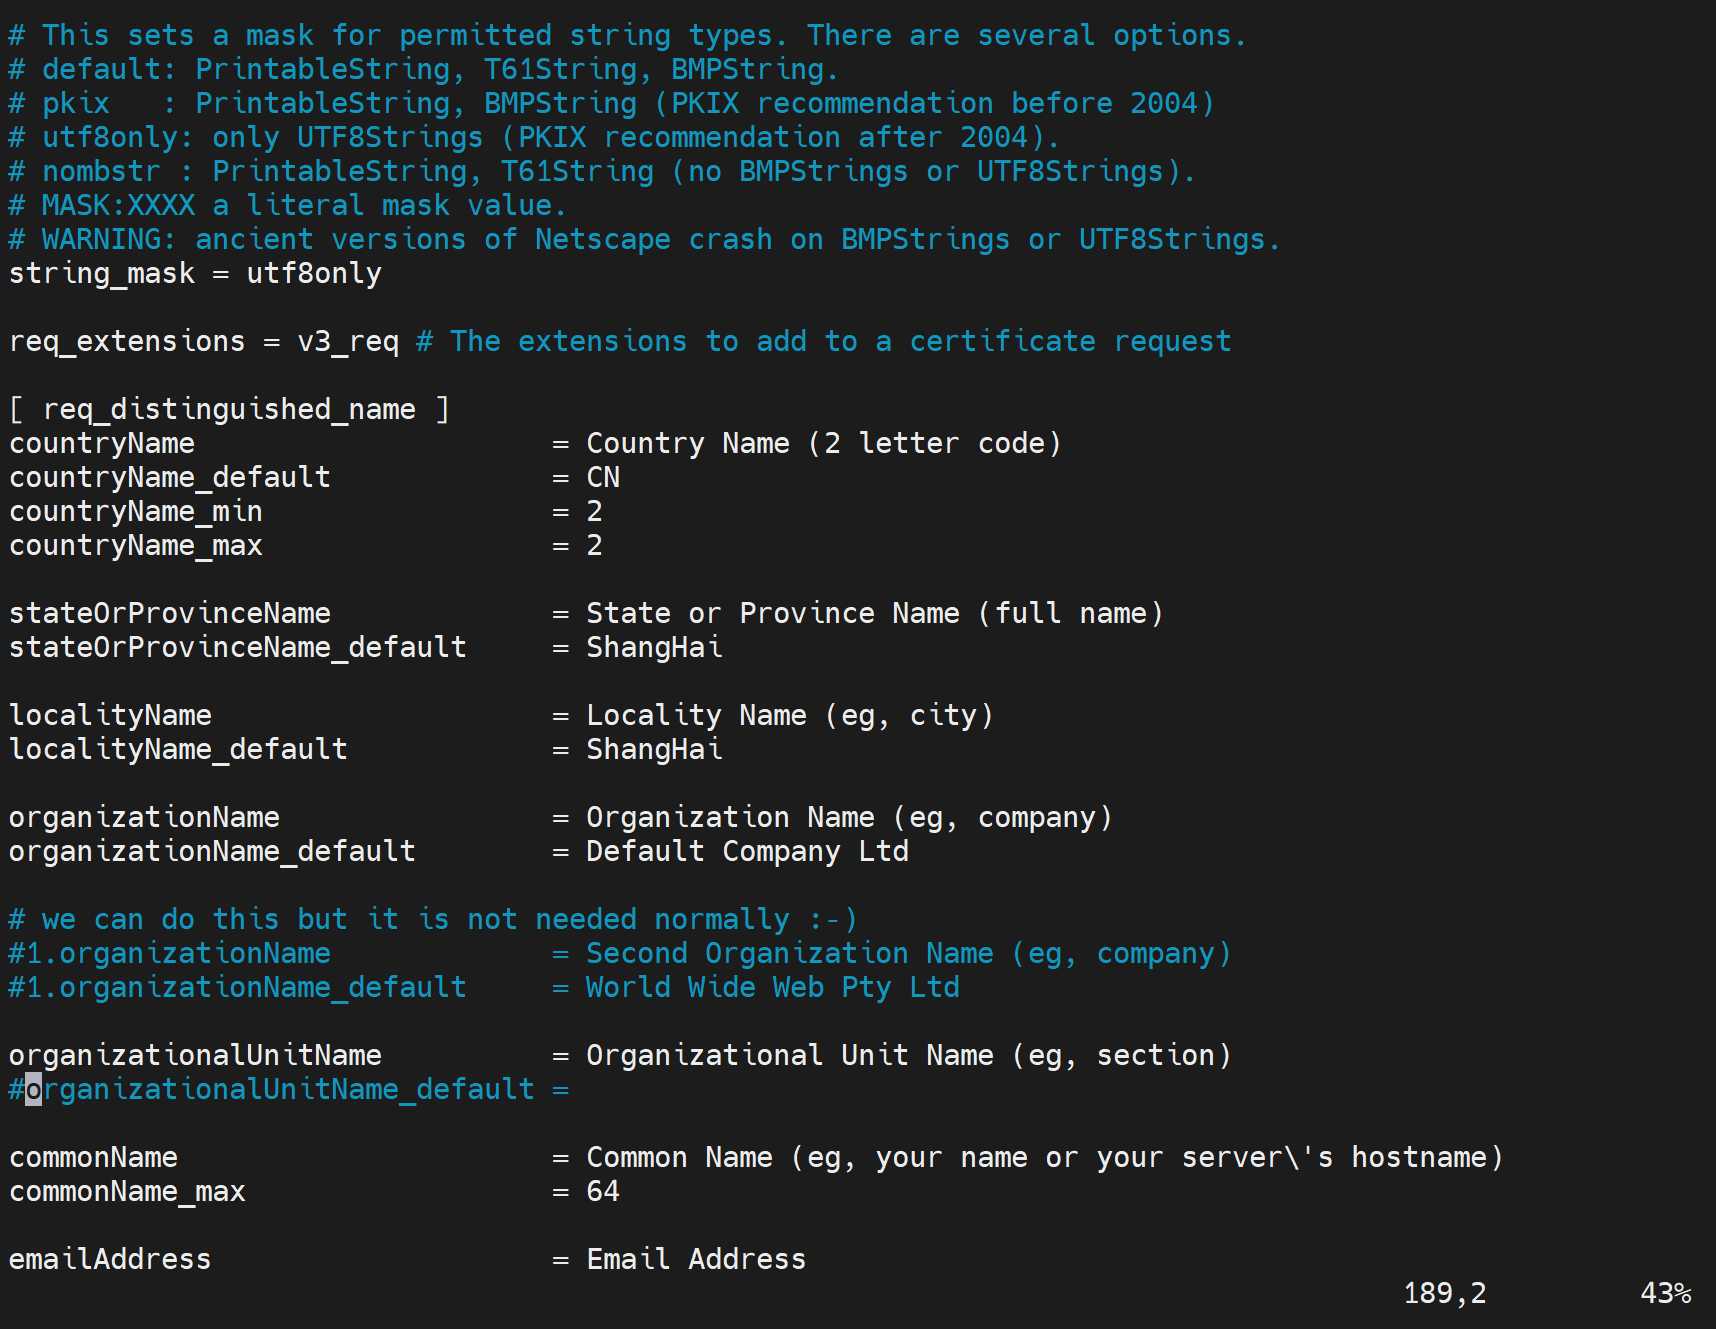 # This sets a mask for permitted string types. There are several options.
# default: PrintableString, T61String, BMPString.
# pkix   : PrintableString, BMPString (PKIX recommendation before 2004)
# utf8only: only UTF8Strings (PKIX recommendation after 2004).
# nombstr : PrintableString, T61String (no BMPStrings or UTF8Strings).
# MASK:XXXX a literal mask value.
# WARNING: ancient versions of Netscape crash on BMPStrings or UTF8Strings.
string_mask = utf8only

req_extensions = v3_req # The extensions to add to a certificate request

[ req_distinguished_name ]
countryName                     = Country Name (2 letter code)
countryName_default             = CN
countryName_min                 = 2
countryName_max                 = 2

stateOrProvinceName             = State or Province Name (full name)
stateOrProvinceName_default     = ShangHai

localityName                    = Locality Name (eg, city)
localityName_default            = ShangHai

organizationName                = Organization Name (eg, company)
organizationName_default        = Default Company Ltd

# we can do this but it is not needed normally :-)
#1.organizationName             = Second Organization Name (eg, company)
#1.organizationName_default     = World Wide Web Pty Ltd

organizationalUnitName          = Organizational Unit Name (eg, section)
#organizationalUnitName_default =

commonName                      = Common Name (eg, your name or your server\'s hostname)
commonName_max                  = 64

emailAddress                    = Email Address
189,2         43%